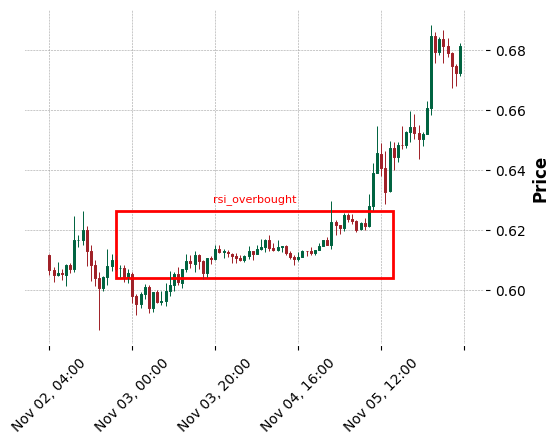 0.68
0.66
rsi_overbought
0.64
0.62
0.60
Price
Nov 02, 04:00
Nov 03, 00:00
Nov 03, 20:00
Nov 04, 16:00
Nov 05, 12:00